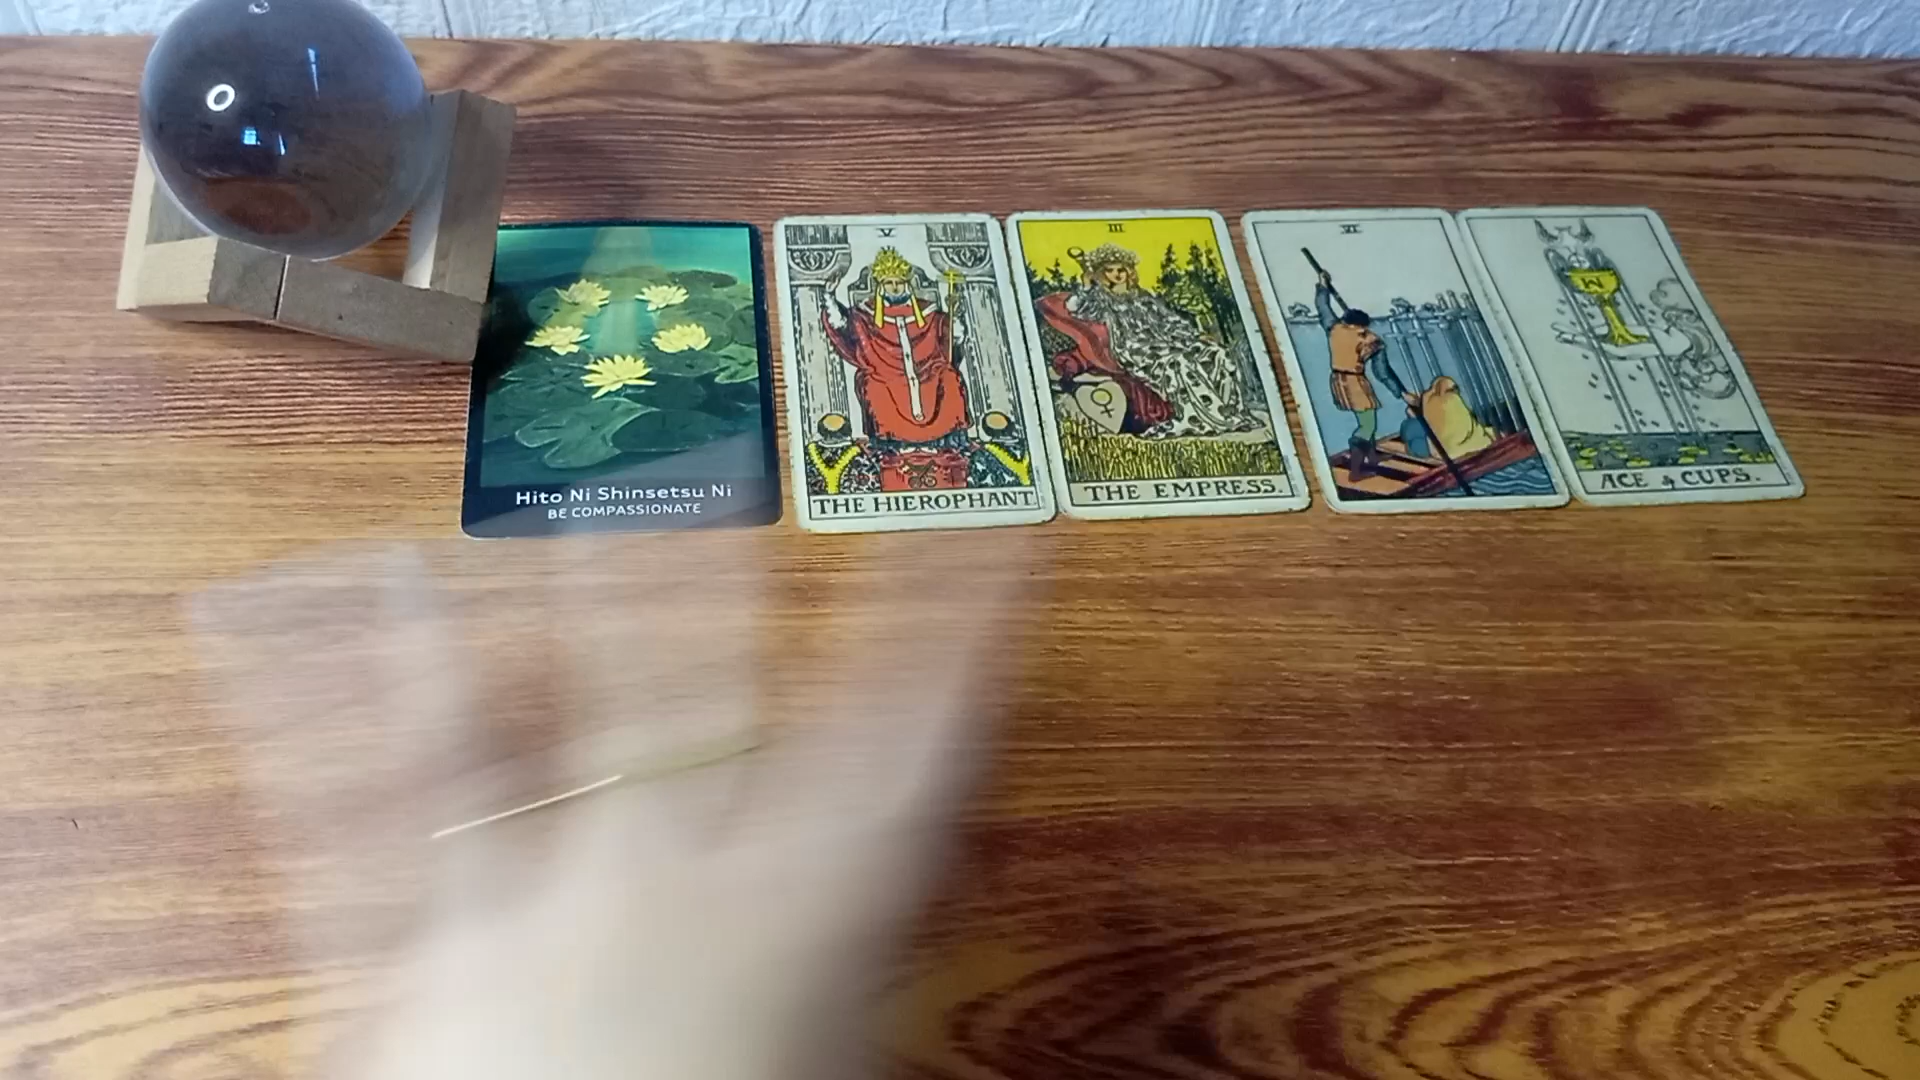 Hito Ni Shinsetsu Ni
BE COMPASSIONATE
V
THE HIEROPHANT
III
THE EMPRESS.
VI
ACE of CUPS.